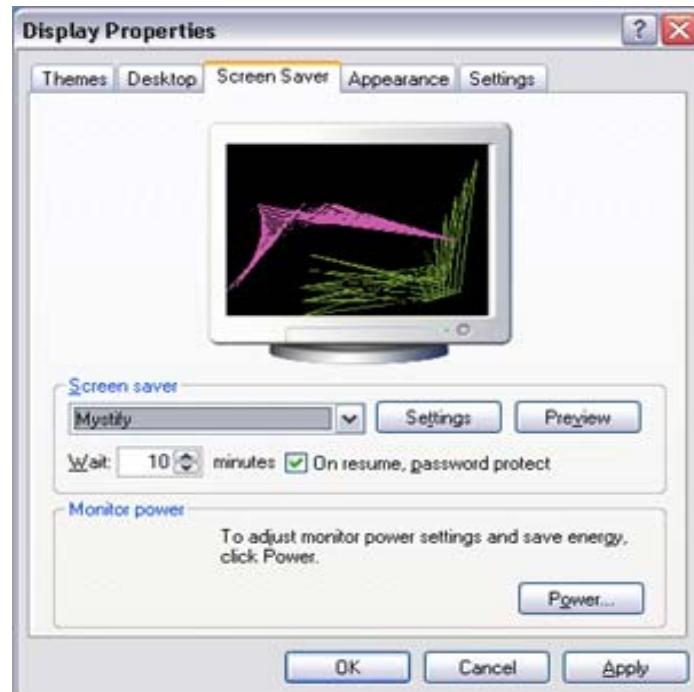 Display Properties
Themes Desktop Screen Saver Appearance Settings
Screen saver
Mystify Settings Preview
Wait: 10 minutes On resume, password protect
Monitor power
To adjust monitor power settings and save energy,
click Power.
Power...
OK Cancel Apply